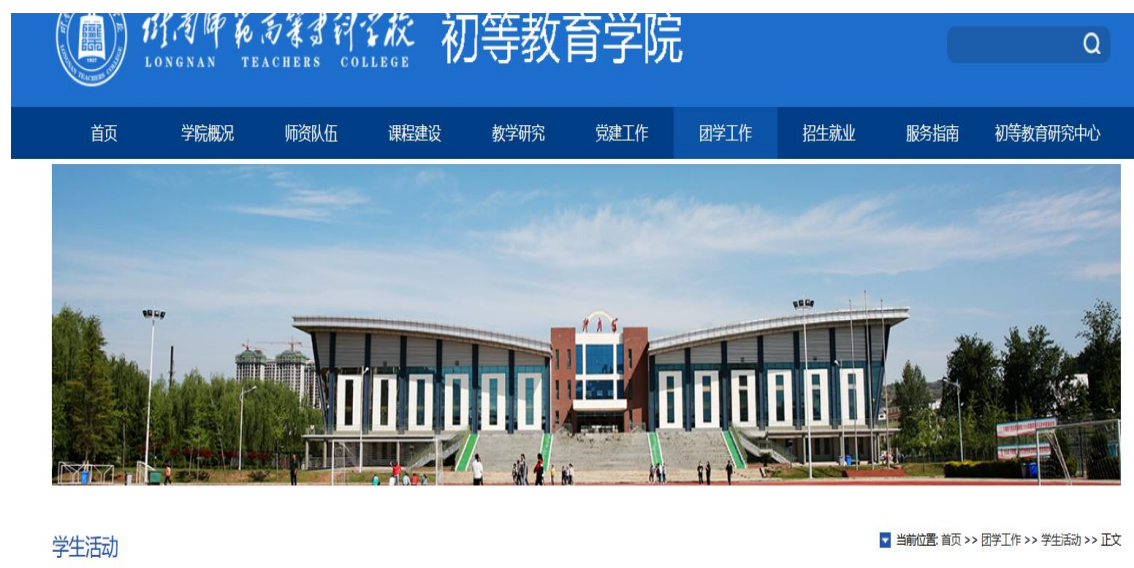 陇南师范高等专科学校 初等教育学院
LONGNAN TEACHERS COLLEGE
首页 学院概况 师资队伍 课程建设 教学研究 党建工作 团学工作 招生就业 服务指南 初等教育研究中心
学生活动
当前位置: 首页 >> 团学工作 >> 学生活动 >> 正文